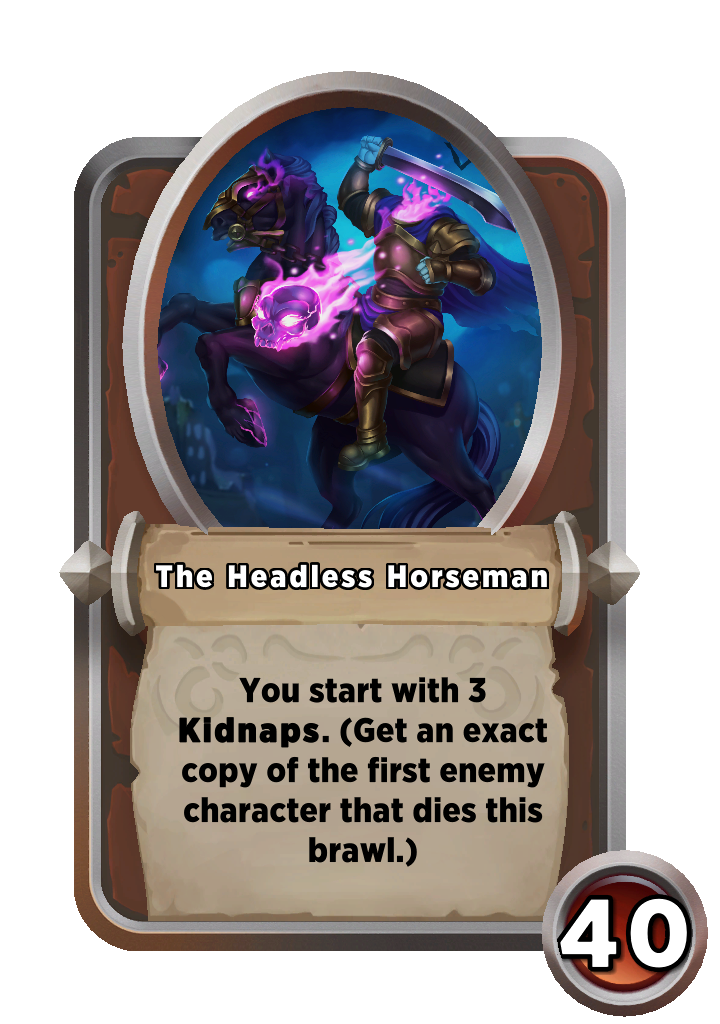 The Headless Horseman
You start with 3
Kidnaps. (Get an exact
copy of the first enemy
character that dies this
brawl.)
40